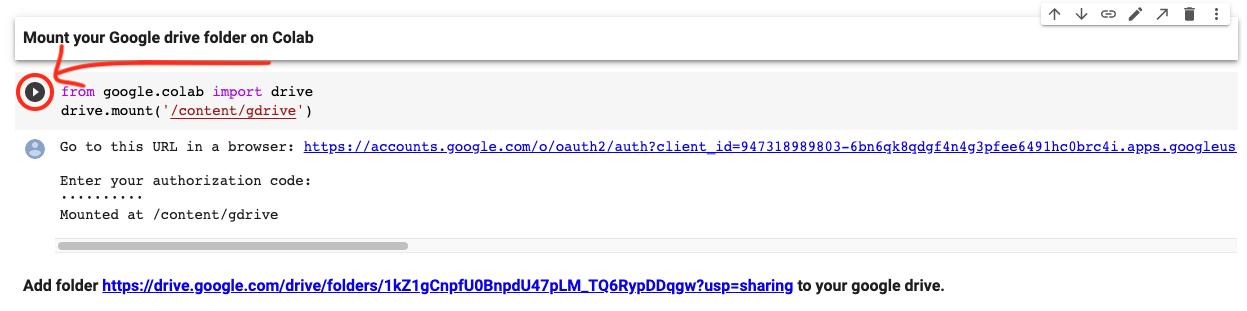 Mount your Google drive folder on Colab
from google.colab import drive
drive.mount('/content/gdrive')
Go to this URL in a browser: https://accounts.google.com/o/oauth2/auth?client_id=947318989803-6bn6qk8qdgf4n4g3pfee6491hc0brc4i.apps.googleus
Enter your authorization code:
··········
Mounted at /content/gdrive
Add folder https://drive.google.com/drive/folders/1kZ1gCnpfU0BnpdU47pLM_TQ6RypDDqgw?usp=sharing to your google drive.